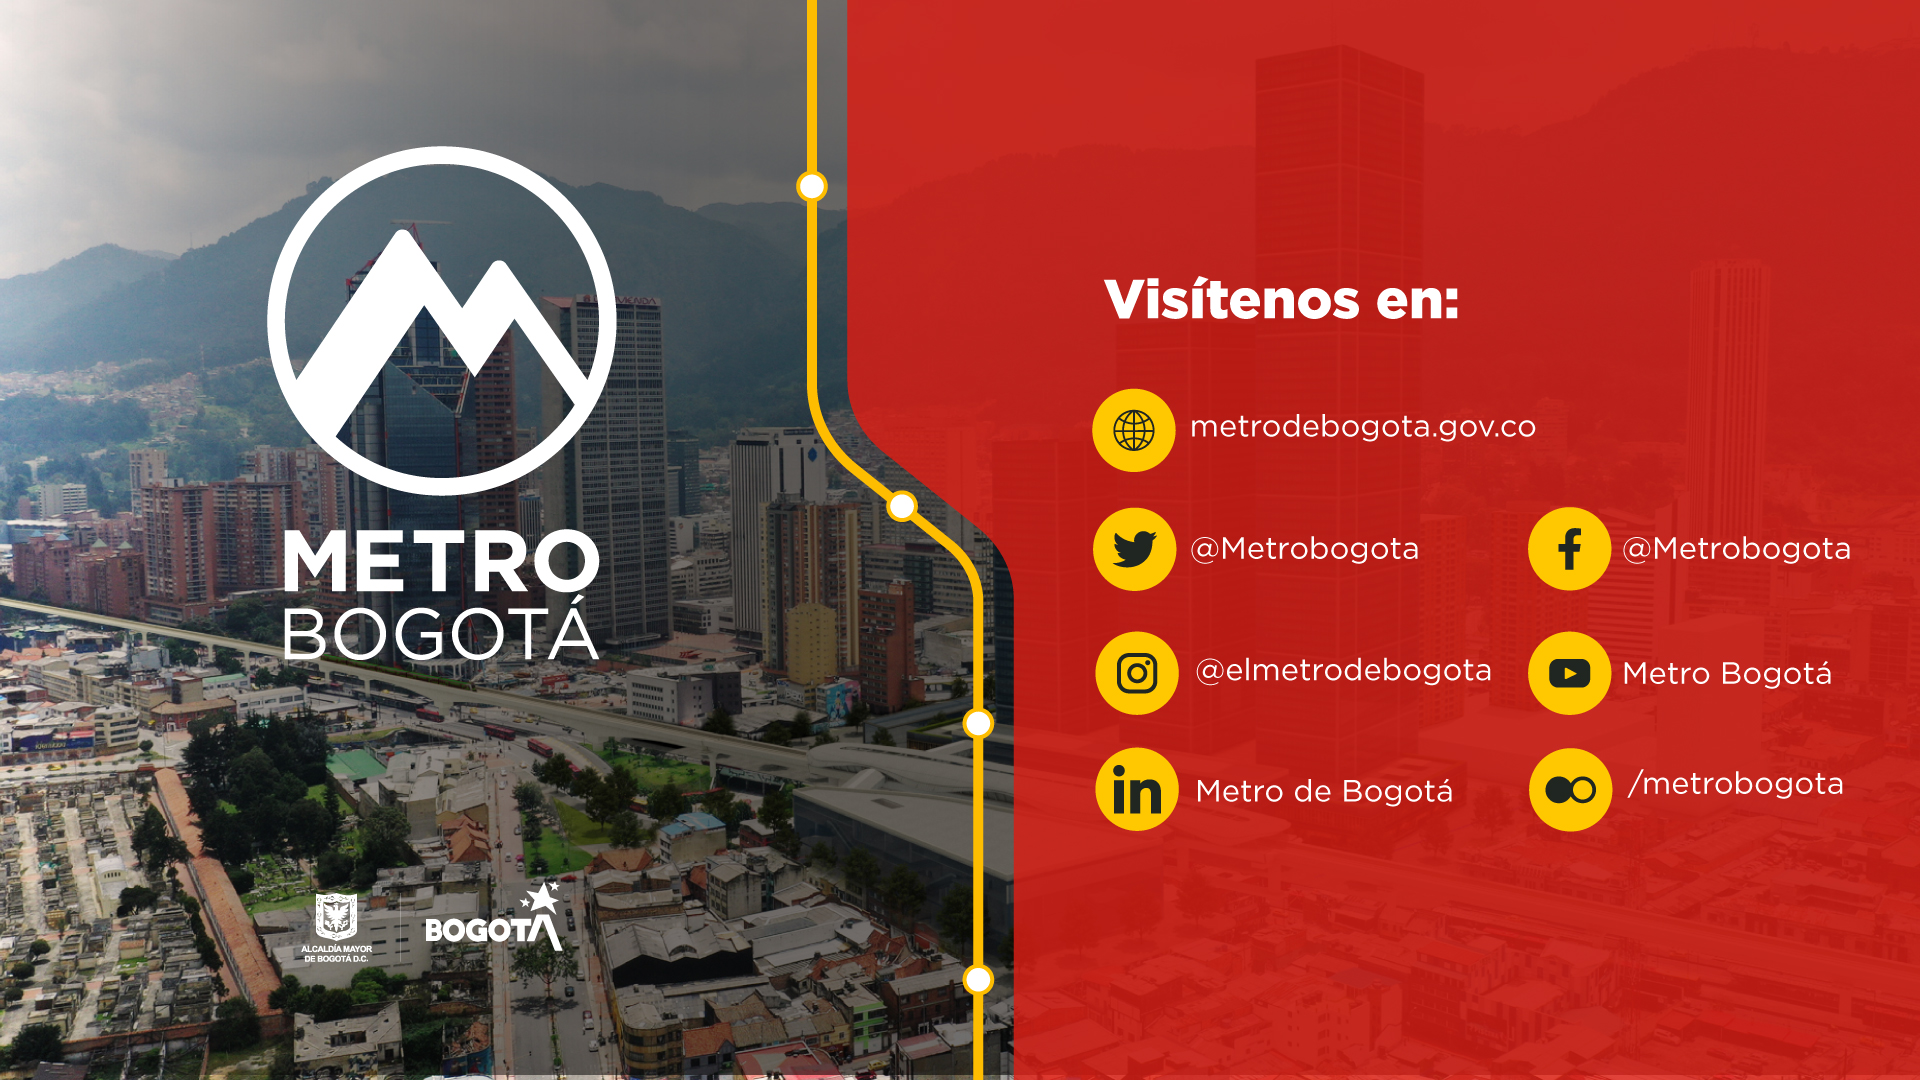 METRO
BOGOTÁ
ALCALDÍA MAYOR
DE BOGOTÁ D.C.
BOGOTÁ
Visítenos en:
metrodebogota.gov.co
@Metrobogota
@Metrobogota
@elmetrodebogota
Metro Bogotá
Metro de Bogotá
/metrobogota